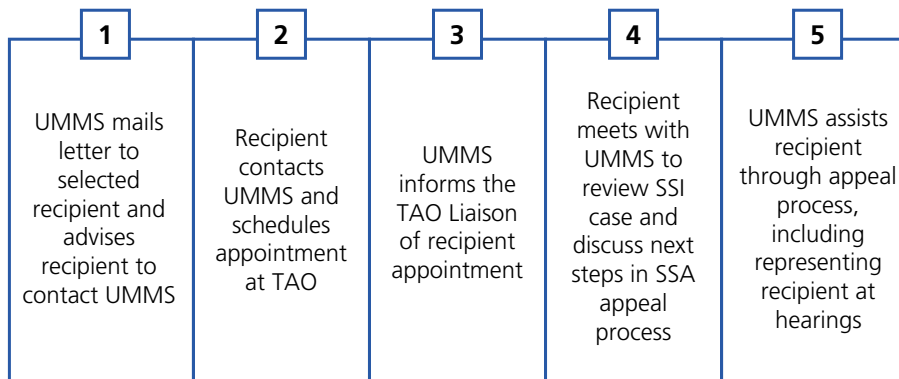 1
UMMS mails
letter to
selected
recipient and
advises
recipient to
contact UMMS
2
Recipient
contacts
UMMS and
schedules
appointment
at TAO
3
UMMS
informs the
TAO Liaison
of recipient
appointment
4
Recipient
meets with
UMMS to
review SSI
case and
discuss next
steps in SSA
appeal
process
5
UMMS assists
recipient
through appeal
process,
including
representing
recipient at
hearings